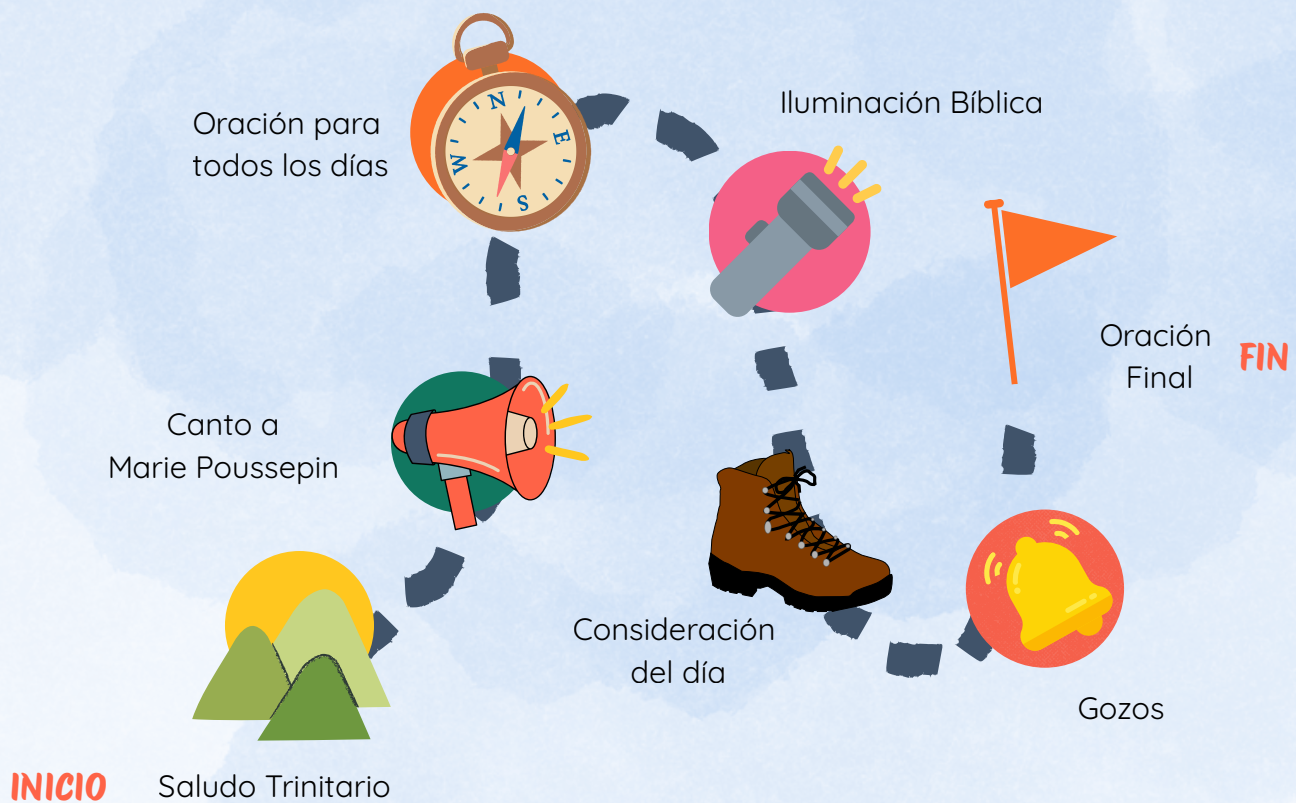 INICIO
Saludo Trinitario
Canto a
Marie Poussepin
Oración para
todos los días
N
E
S
W
Iluminación Bíblica
Consideración
del día
Gozos
Oración
Final
FIN